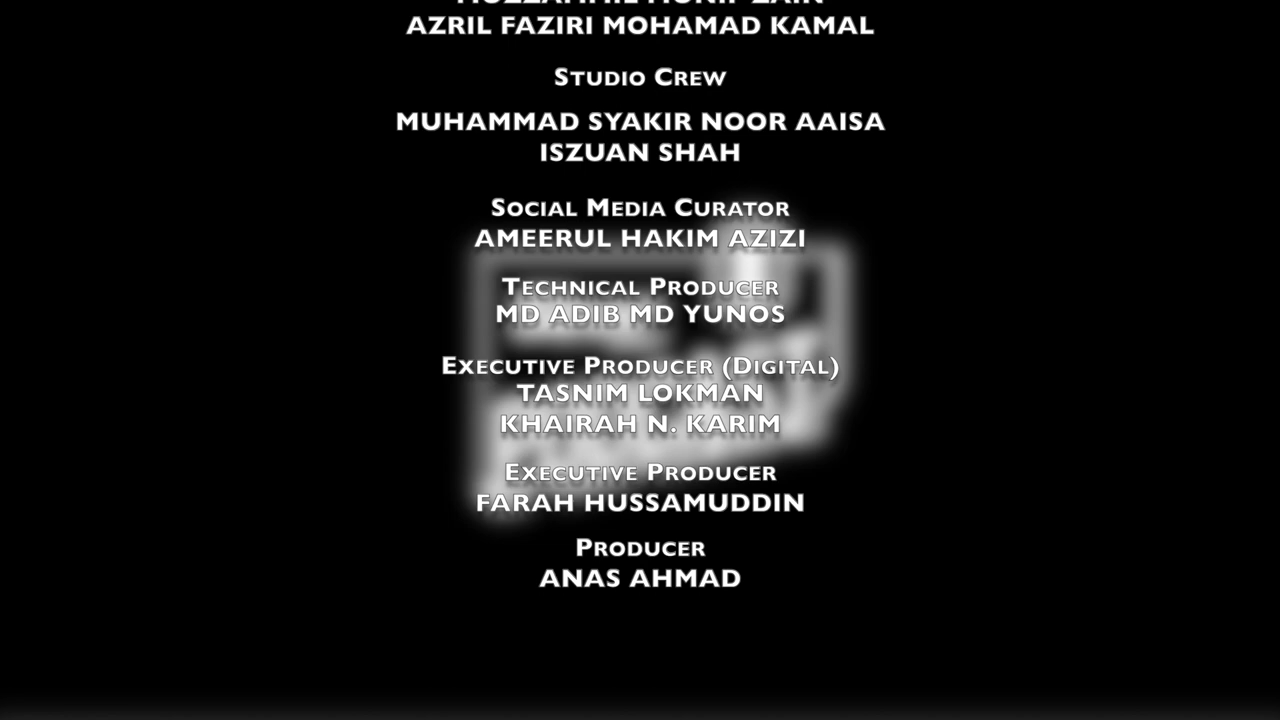 AZRIL FAZIRI MOHAMAD KAMAL
Studio Crew
MUHAMMAD SYAKIR NOOR AAISA
ISZUAN SHAH
Social Media Curator
AMEERUL HAKIM AZIZI
Technical Producer
MD ADIB MD YUNOS
Executive Producer (Digital)
TASNIM LOKMAN
KHAIRAH N. KARIM
Executive Producer
FARAH HUSSAMUDDIN
Producer
ANAS AHMAD